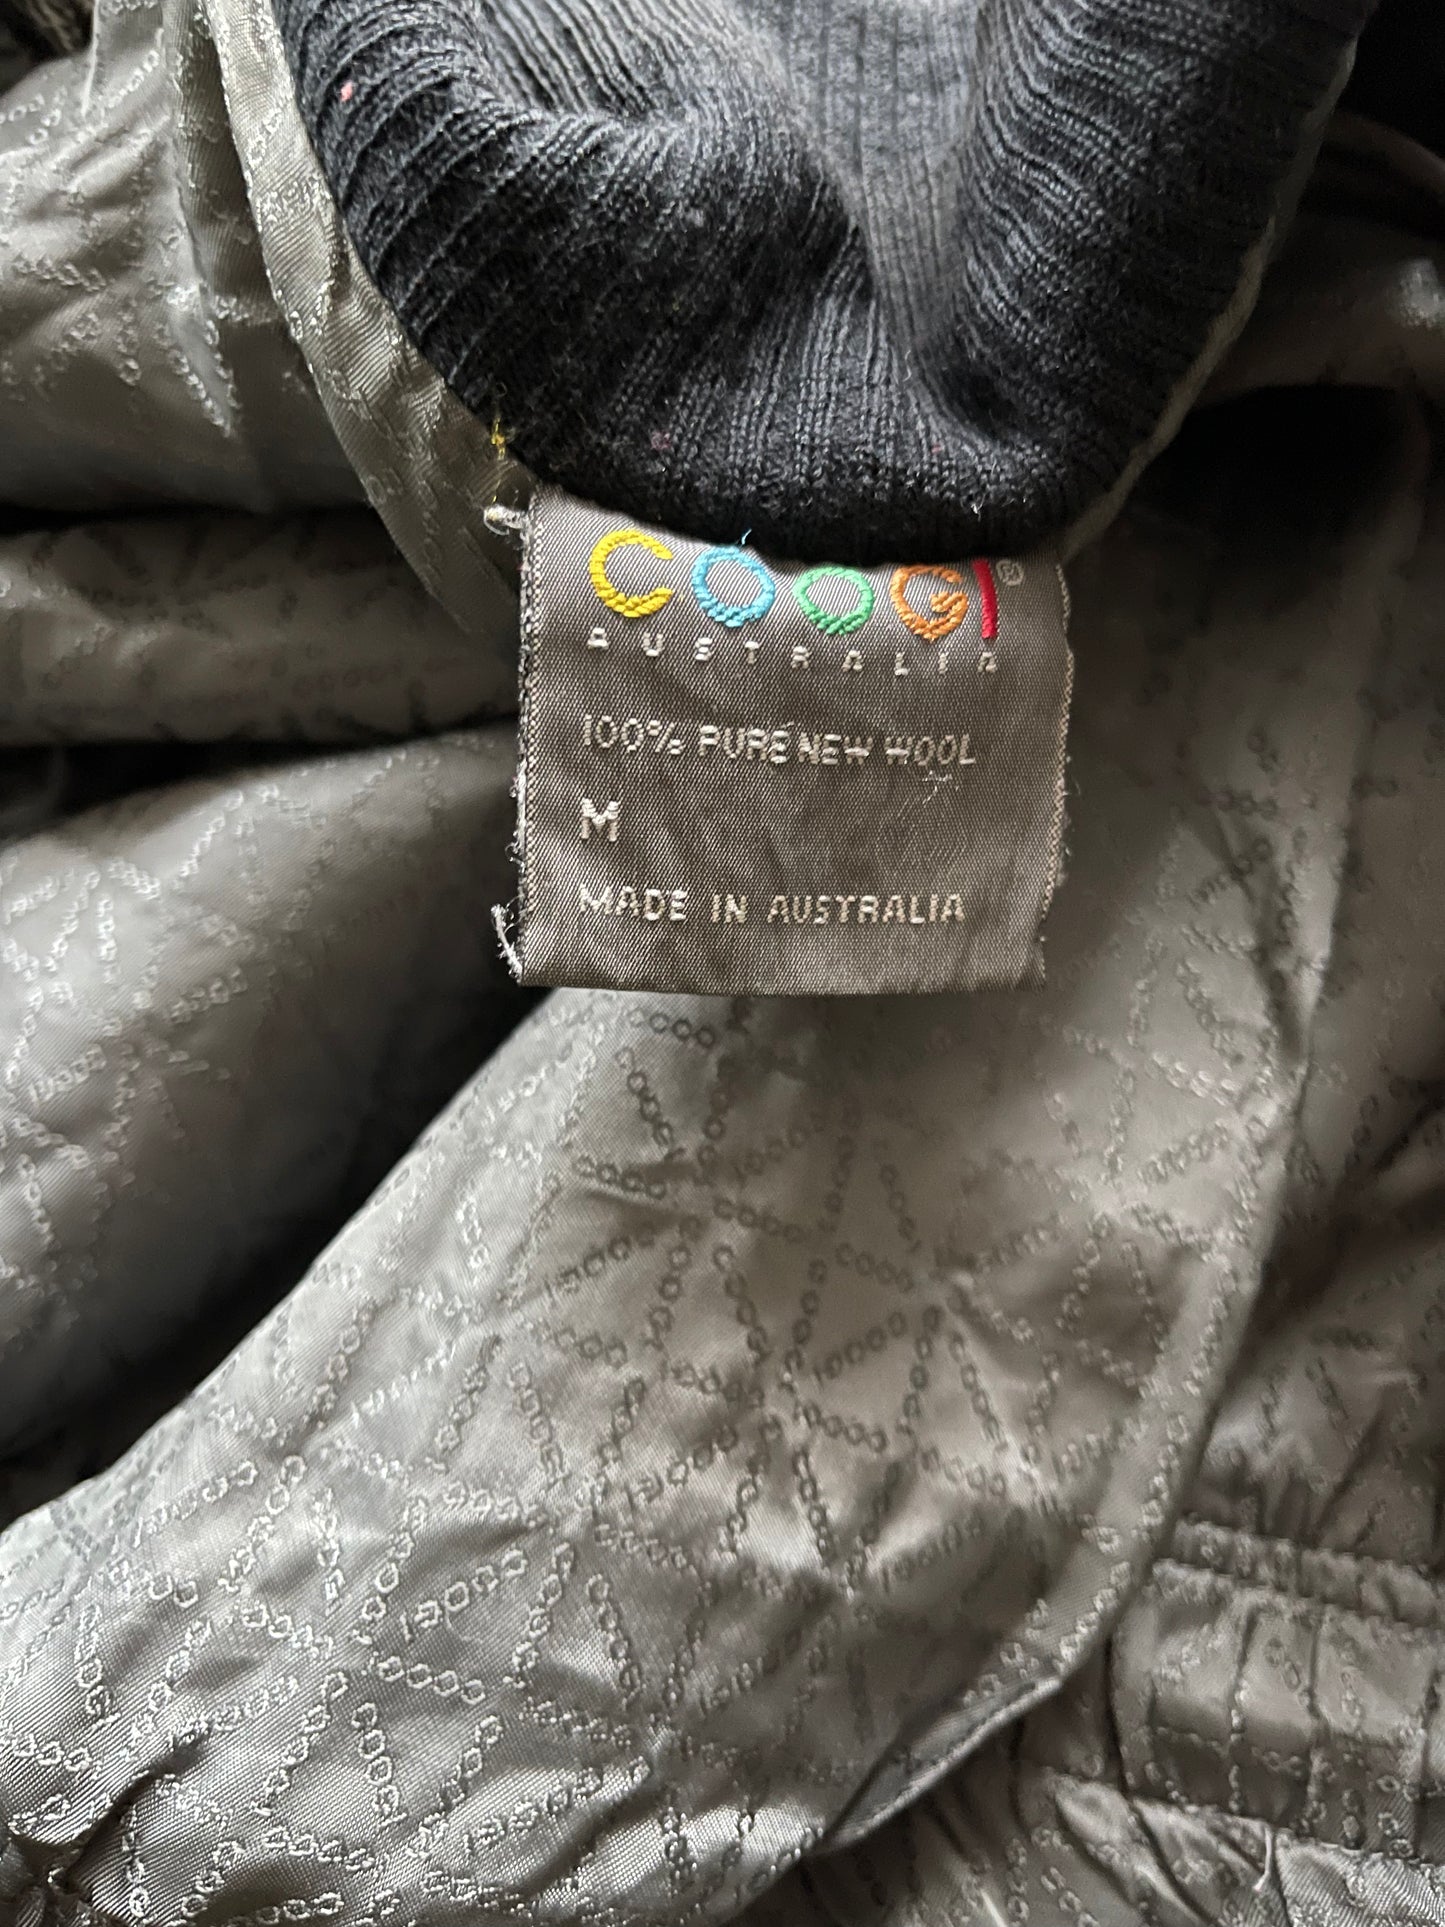 COOGI®
AUSTRALIA
100% PURE NEW WOOL
M
MADE IN AUSTRALIA